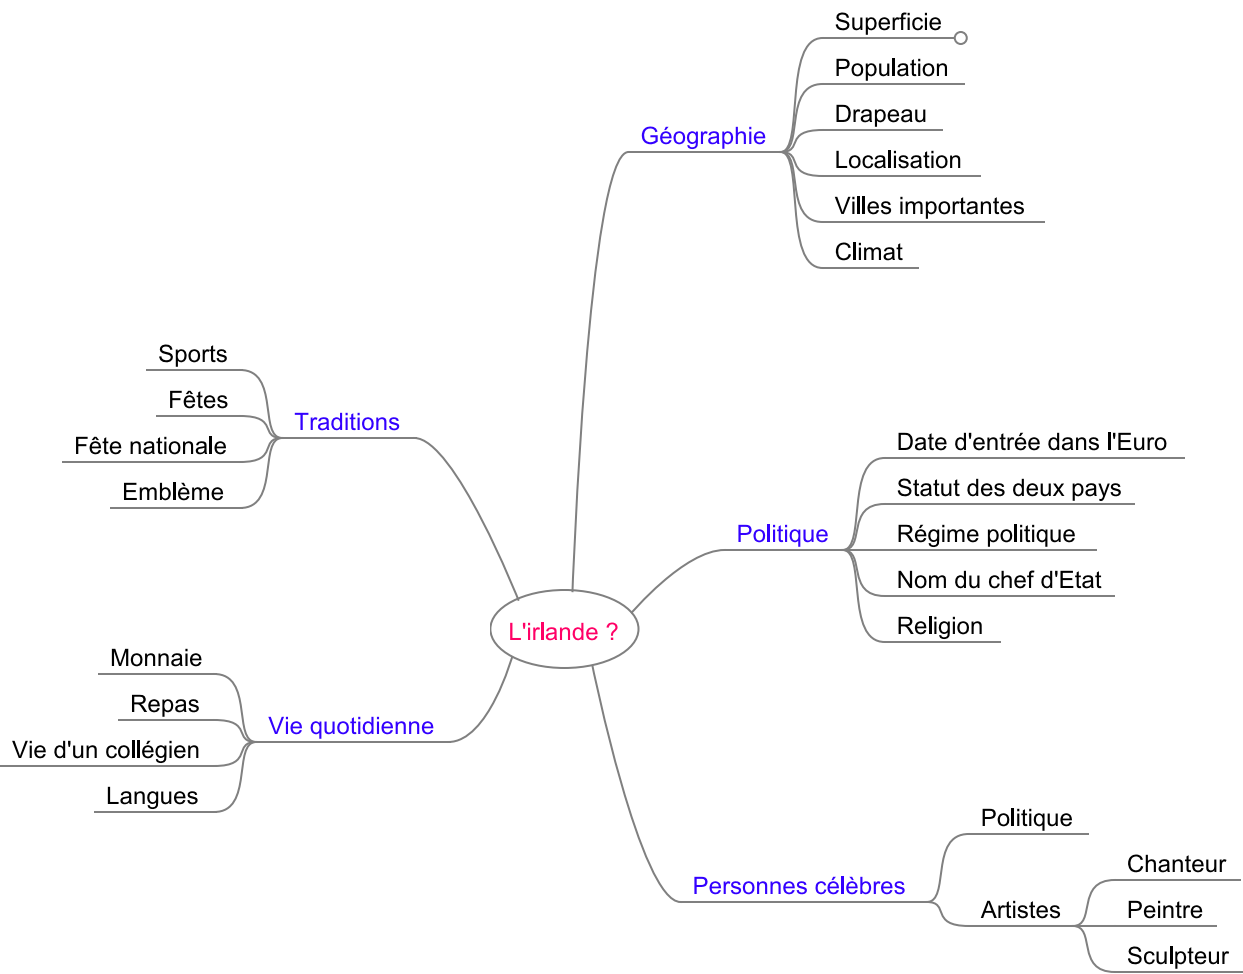 Superficie
Population
Drapeau
Géographie
Localisation
Villes importantes
Climat
Sports
Fêtes
Traditions
Fête nationale
Emblème
Date d'entrée dans l'Euro
Statut des deux pays
Politique
Régime politique
Nom du chef d'Etat
Religion
L'irlande ?
Monnaie
Repas
Vie quotidienne
Vie d'un collégien
Langues
Politique
Personnes célèbres
Artistes
Chanteur
Peintre
Sculpteur